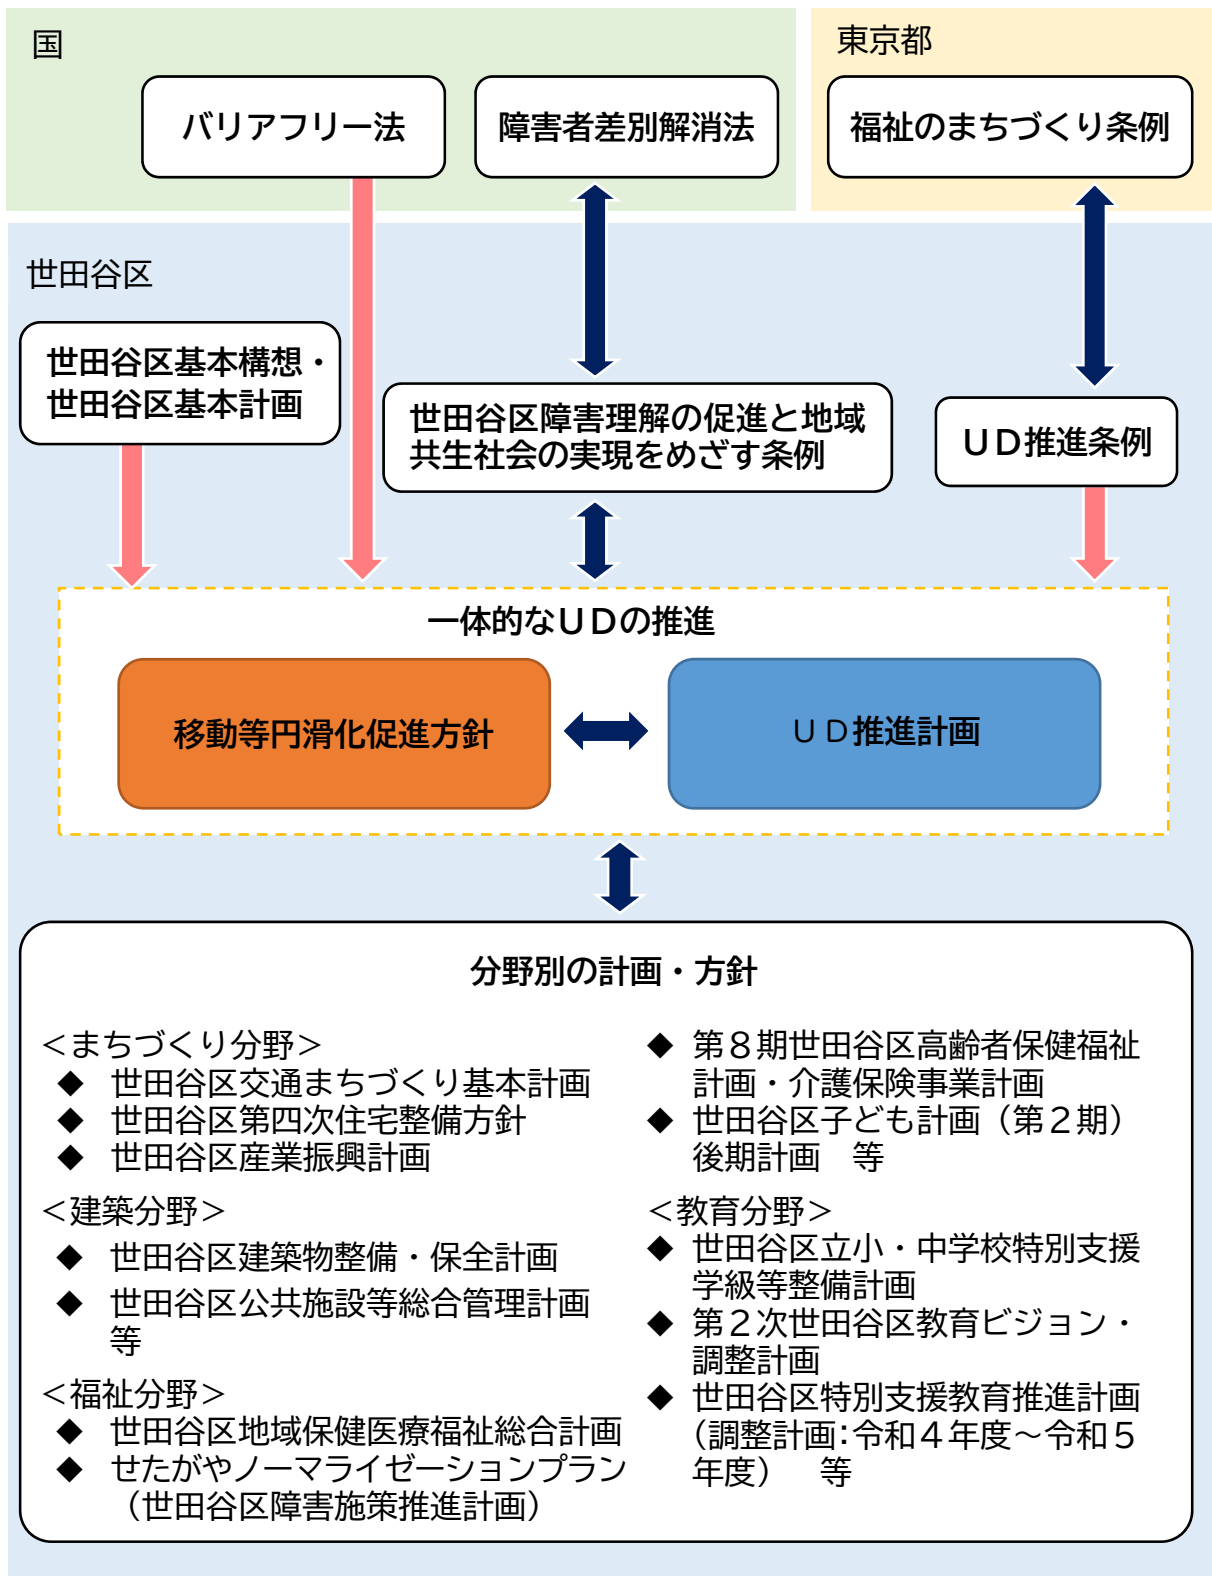 国
バリアフリー法
障害者差別解消法
東京都
福祉のまちづくり条例
世田谷区
世田谷区基本構想・
世田谷区基本計画
世田谷区障害理解の促進と地域
共生社会の実現をめざす条例
ＵＤ推進条例
一体的なＵＤの推進
移動等円滑化促進方針
ＵＤ推進計画
分野別の計画・方針
＜まちづくり分野＞
◆ 世田谷区交通まちづくり基本計画
◆ 世田谷区第四次住宅整備方針
◆ 世田谷区産業振興計画
＜建築分野＞
◆ 世田谷区建築物整備・保全計画
◆ 世田谷区公共施設等総合管理計画
等
＜福祉分野＞
◆ 世田谷区地域保健医療福祉総合計画
◆ せたがやノーマライゼーションプラン
（世田谷区障害施策推進計画）
◆ 第８期世田谷区高齢者保健福祉
計画・介護保険事業計画
◆ 世田谷区子ども計画（第２期）
後期計画　等
＜教育分野＞
◆ 世田谷区立小・中学校特別支援
学級等整備計画
◆ 第２次世田谷区教育ビジョン・
調整計画
◆ 世田谷区特別支援教育推進計画
（調整計画：令和４年度～令和５
年度）　等